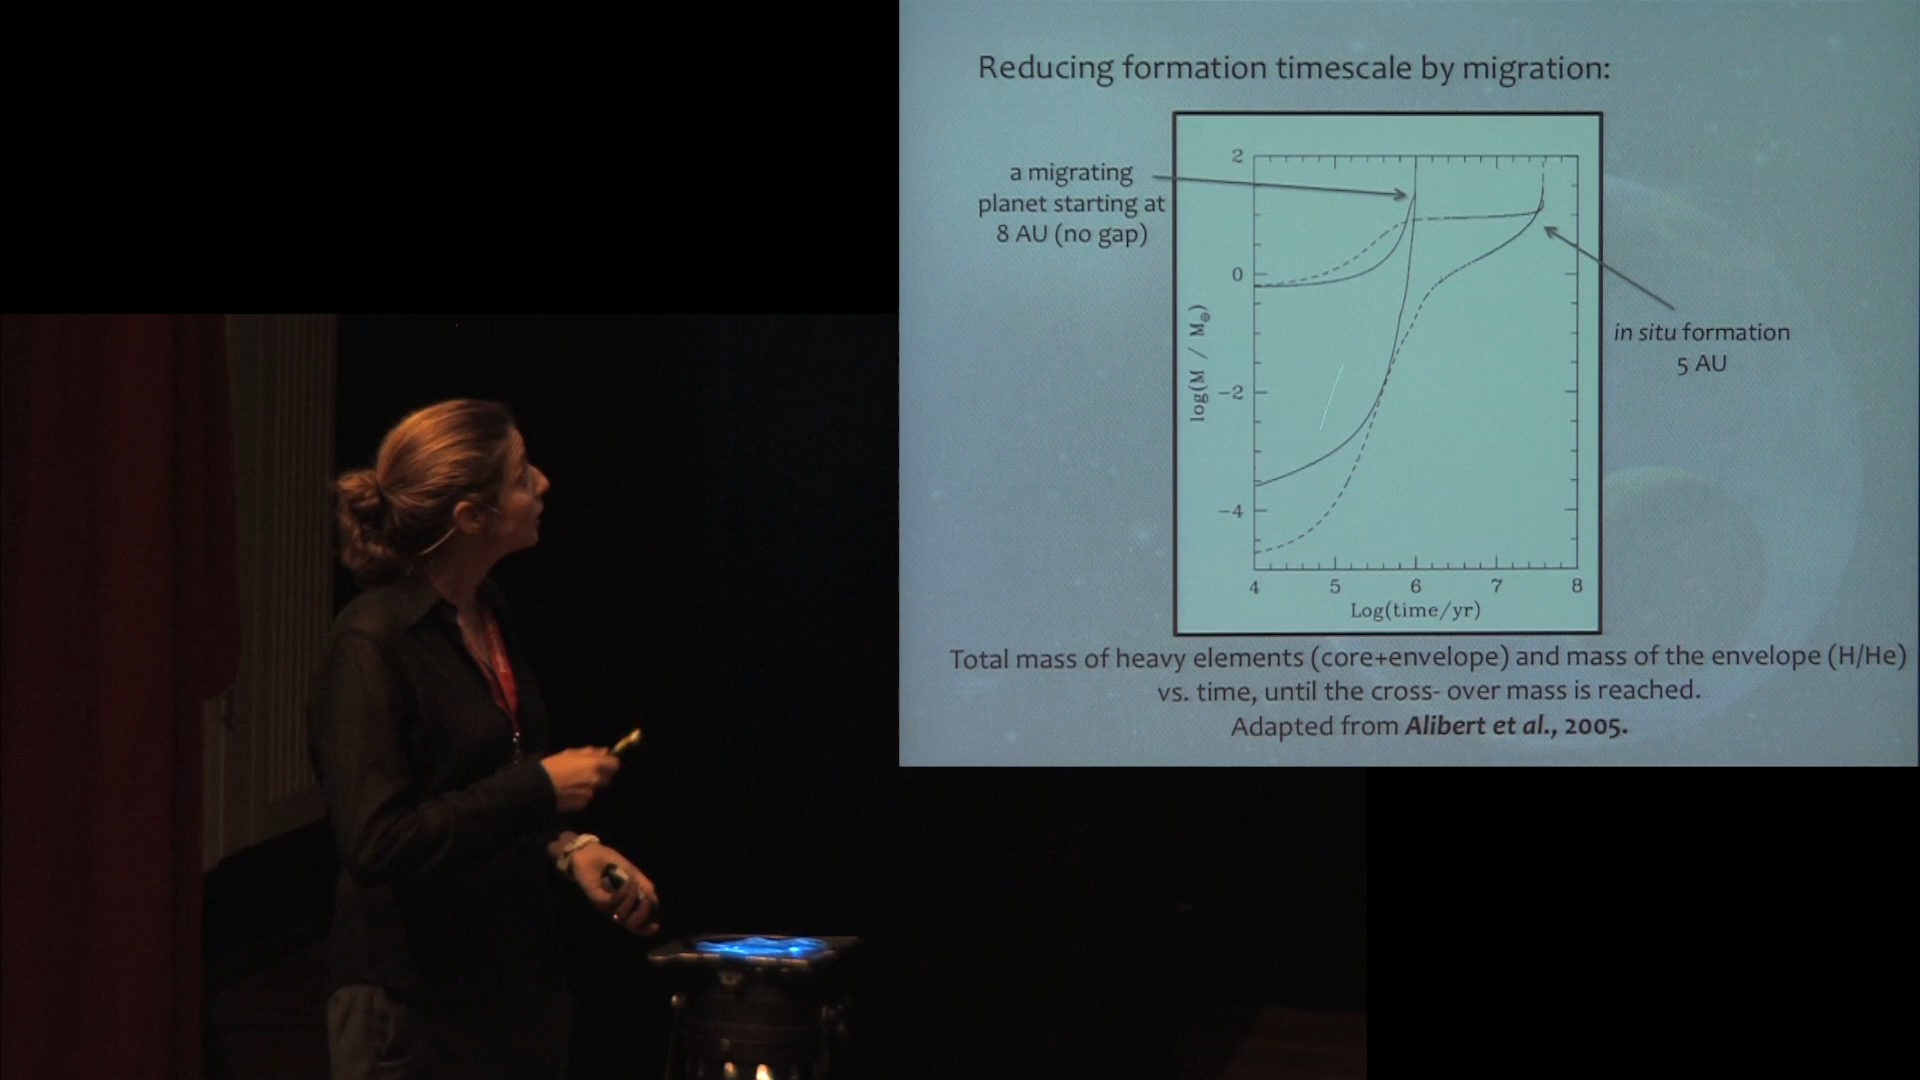 Reducing formation timescale by migration:
a migrating
planet starting at
8 AU (no gap)
2
0
−2
−4
log(M / M⊕)
4 5 6 7 8
Log(time/yr)
in situ formation
5 AU
Total mass of heavy elements (core+envelope) and mass of the envelope (H/He)
vs. time, until the cross- over mass is reached.
Adapted from Alibert et al., 2005.